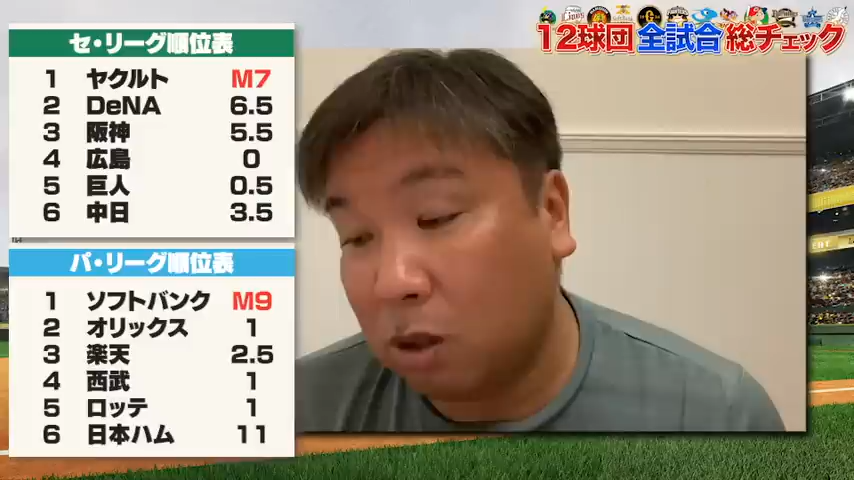 12球団 全試合 総チェック
セ・リーグ順位表
1 ヤクルト M7
2 DeNA 6.5
3 阪神 5.5
4 広島 0
5 巨人 0.5
6 中日 3.5
パ・リーグ順位表
1 ソフトバンク M9
2 オリックス 1
3 楽天 2.5
4 西武 1
5 ロッテ 1
6 日本ハム 11